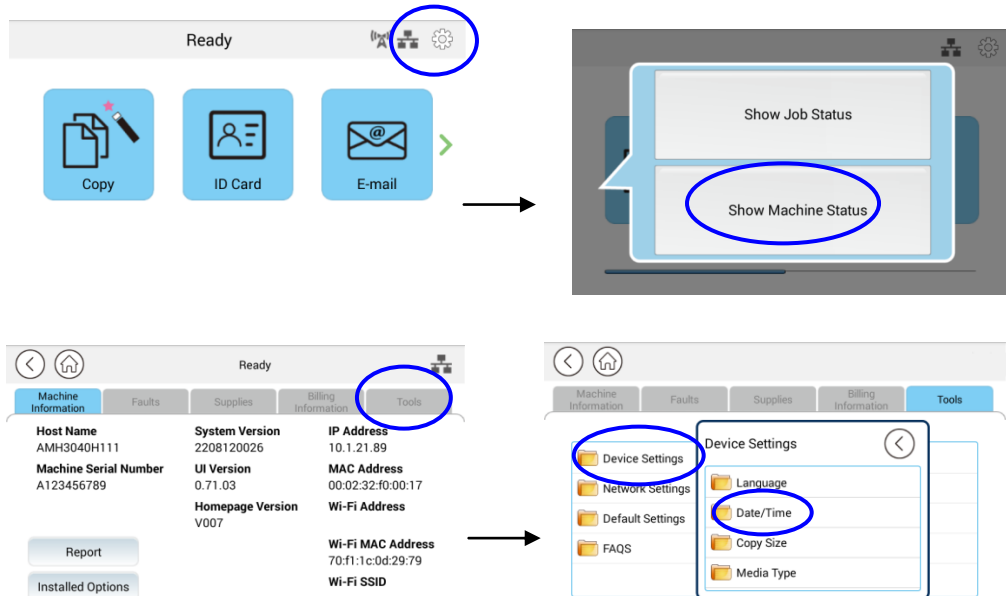 Ready
Copy
ID Card
@
E-mail
Show Job Status
Show Machine Status
Ready
Machine
Information
Faults
Supplies
Billing
Information
Tools
Host Name
AMH3040H111
Machine Serial Number
A123456789
System Version
2208120026
UI Version
0.71.03
Homepage Version
V007
IP Address
10.1.21.89
MAC Address
00:02:32:f0:00:17
Wi-Fi Address
Wi-Fi MAC Address
70:f1:1c:0d:29:79
Wi-Fi SSID
Report
Installed Options
Machine
Information
Faults
Supplies
Billing
Information
Tools
Device Settings
Network Settings
Default Settings
FAQS
Device Settings
Language
Date/Time
Copy Size
Media Type